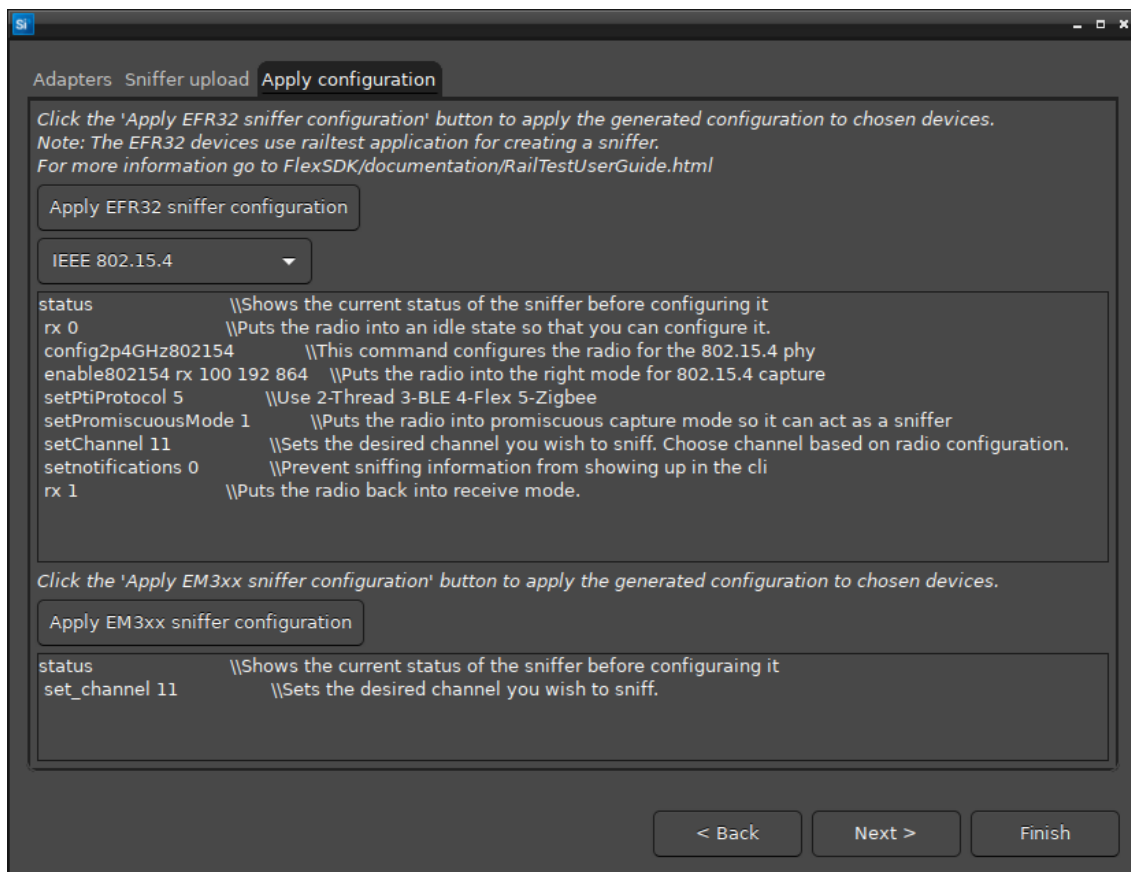 Si
Adapters Sniffer upload Apply configuration
Click the 'Apply EFR32 sniffer configuration' button to apply the generated configuration to chosen devices.
Note: The EFR32 devices use railtest application for creating a sniffer.
For more information go to FlexSDK/documentation/RailTestUserGuide.html
Apply EFR32 sniffer configuration
IEEE 802.15.4
status \\Shows the current status of the sniffer before configuring it
rx 0 \\Puts the radio into an idle state so that you can configure it.
config2p4GHz802154 \\This command configures the radio for the 802.15.4 phy
enable802154 rx 100 192 864 \\Puts the radio into the right mode for 802.15.4 capture
setPtiProtocol 5 \\Use 2-Thread 3-BLE 4-Flex 5-Zigbee
setPromiscuousMode 1 \\Puts the radio into promiscuous capture mode so it can act as a sniffer
setChannel 11 \\Sets the desired channel you wish to sniff. Choose channel based on radio configuration.
setnotifications 0 \\Prevent sniffing information from showing up in the cli
rx 1 \\Puts the radio back into receive mode.
Click the 'Apply EM3xx sniffer configuration' button to apply the generated configuration to chosen devices.
Apply EM3xx sniffer configuration
status \\Shows the current status of the sniffer before configuraing it
set_channel 11 \\Sets the desired channel you wish to sniff.
< Back Next > Finish